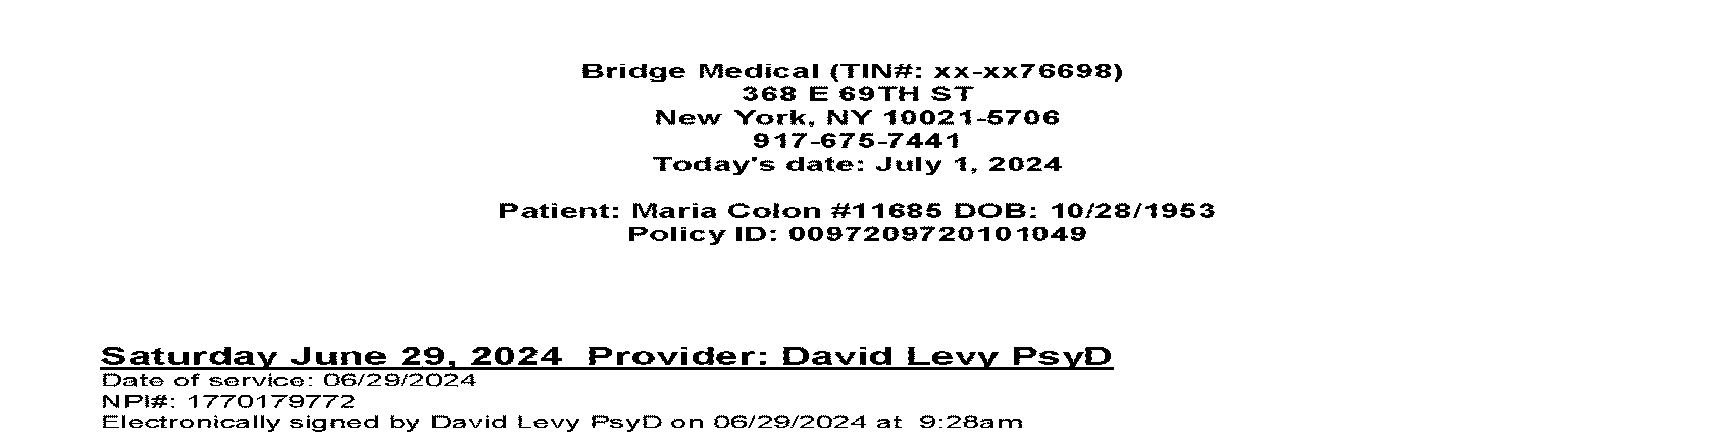 Bridge Medical (TIN#: xx-xx76698)
368 E 69TH ST
New York, NY 10021-5706
917-675-7441
Today's date: July 1, 2024
Patient: Maria Colon #11685 DOB: 10/28/1953
Policy ID: 0097209720101049
Saturday June 29, 2024  Provider: David Levy PsyD
Date of service: 06/29/2024
NPI#: 1770179772
Electronically signed by David Levy PsyD on 06/29/2024 at  9:28am